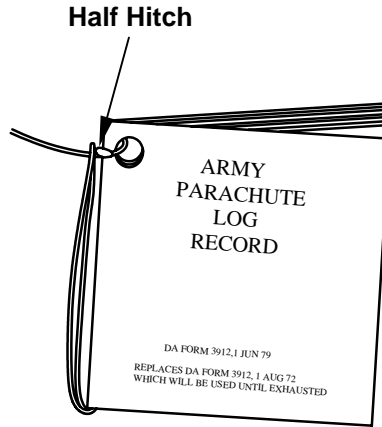 Half Hitch
ARMY
PARACHUTE
LOG
RECORD
DA FORM 3912,1 JUN 79
REPLACES DA FORM 3912, 1 AUG 72
WHICH WILL BE USED UNTIL EXHAUSTED